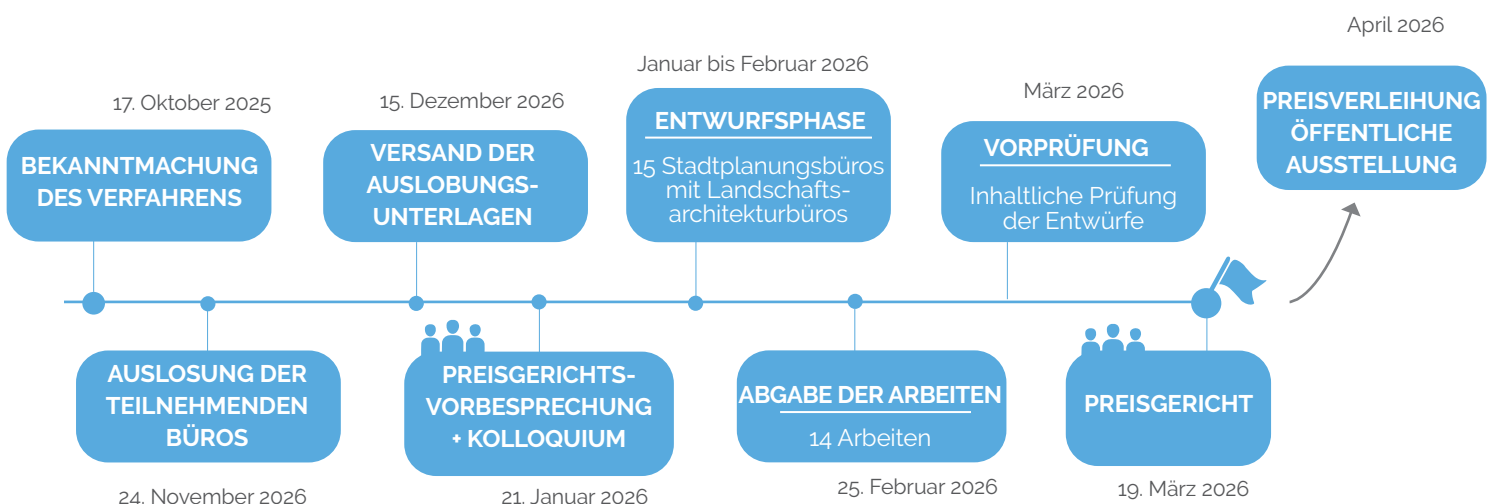 17. Oktober 2025
BEKANNTMACHUNG
DES VERFAHRENS
24. November 2026
AUSLOSUNG DER
TEILNEHMENDEN
BÜROS
15. Dezember 2026
VERSAND DER
AUSLOBUNGS-
UNTERLAGEN
PREISGERICHTS-
VORBESPRECHUNG
+ KOLLOQUIUM
21. Januar 2026
Januar bis Februar 2026
ENTWURFSPHASE
15 Stadtplanungsbüros
mit Landschafts-
architekturbüros
ABGABE DER ARBEITEN
14 Arbeiten
25. Februar 2026
März 2026
VORPRÜFUNG
Inhaltliche Prüfung
der Entwürfe
PREISGERICHT
19. März 2026
April 2026
PREISVERLEIHUNG
ÖFFENTLICHE
AUSSTELLUNG